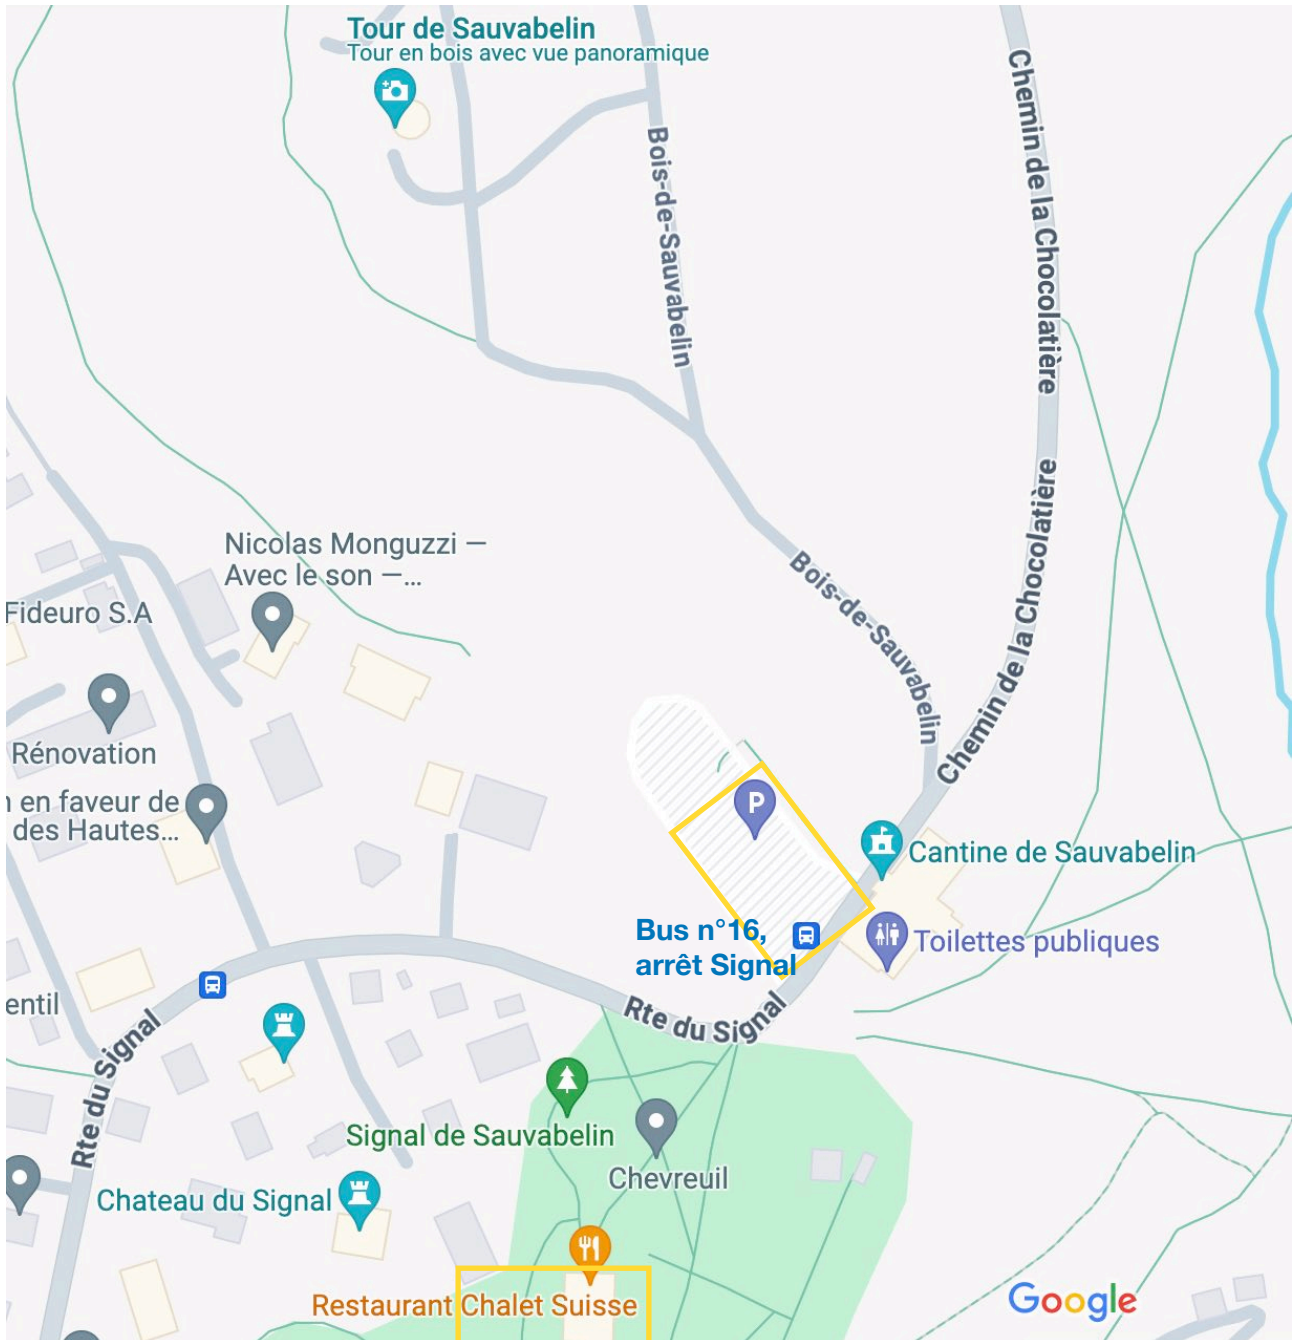 Tour de Sauvabelin
Tour en bois avec vue panoramique
Chemin de la Chocolatière
Bois-de-Sauvabelin
Chemin de la Chocolatière
Nicolas Monguzzi —
Avec le son —...
Bois-de-Sauvabelin
Fideuro S.A
Rénovation
n en faveur de
des Hautes...
P
Cantine de Sauvabelin
Bus n°16,
arrêt Signal
Toilettes publiques
entil
Rte du Signal
Rte du Signal
Signal de Sauvabelin
Chevreuil
Chateau du Signal
Restaurant Chalet Suisse
Google